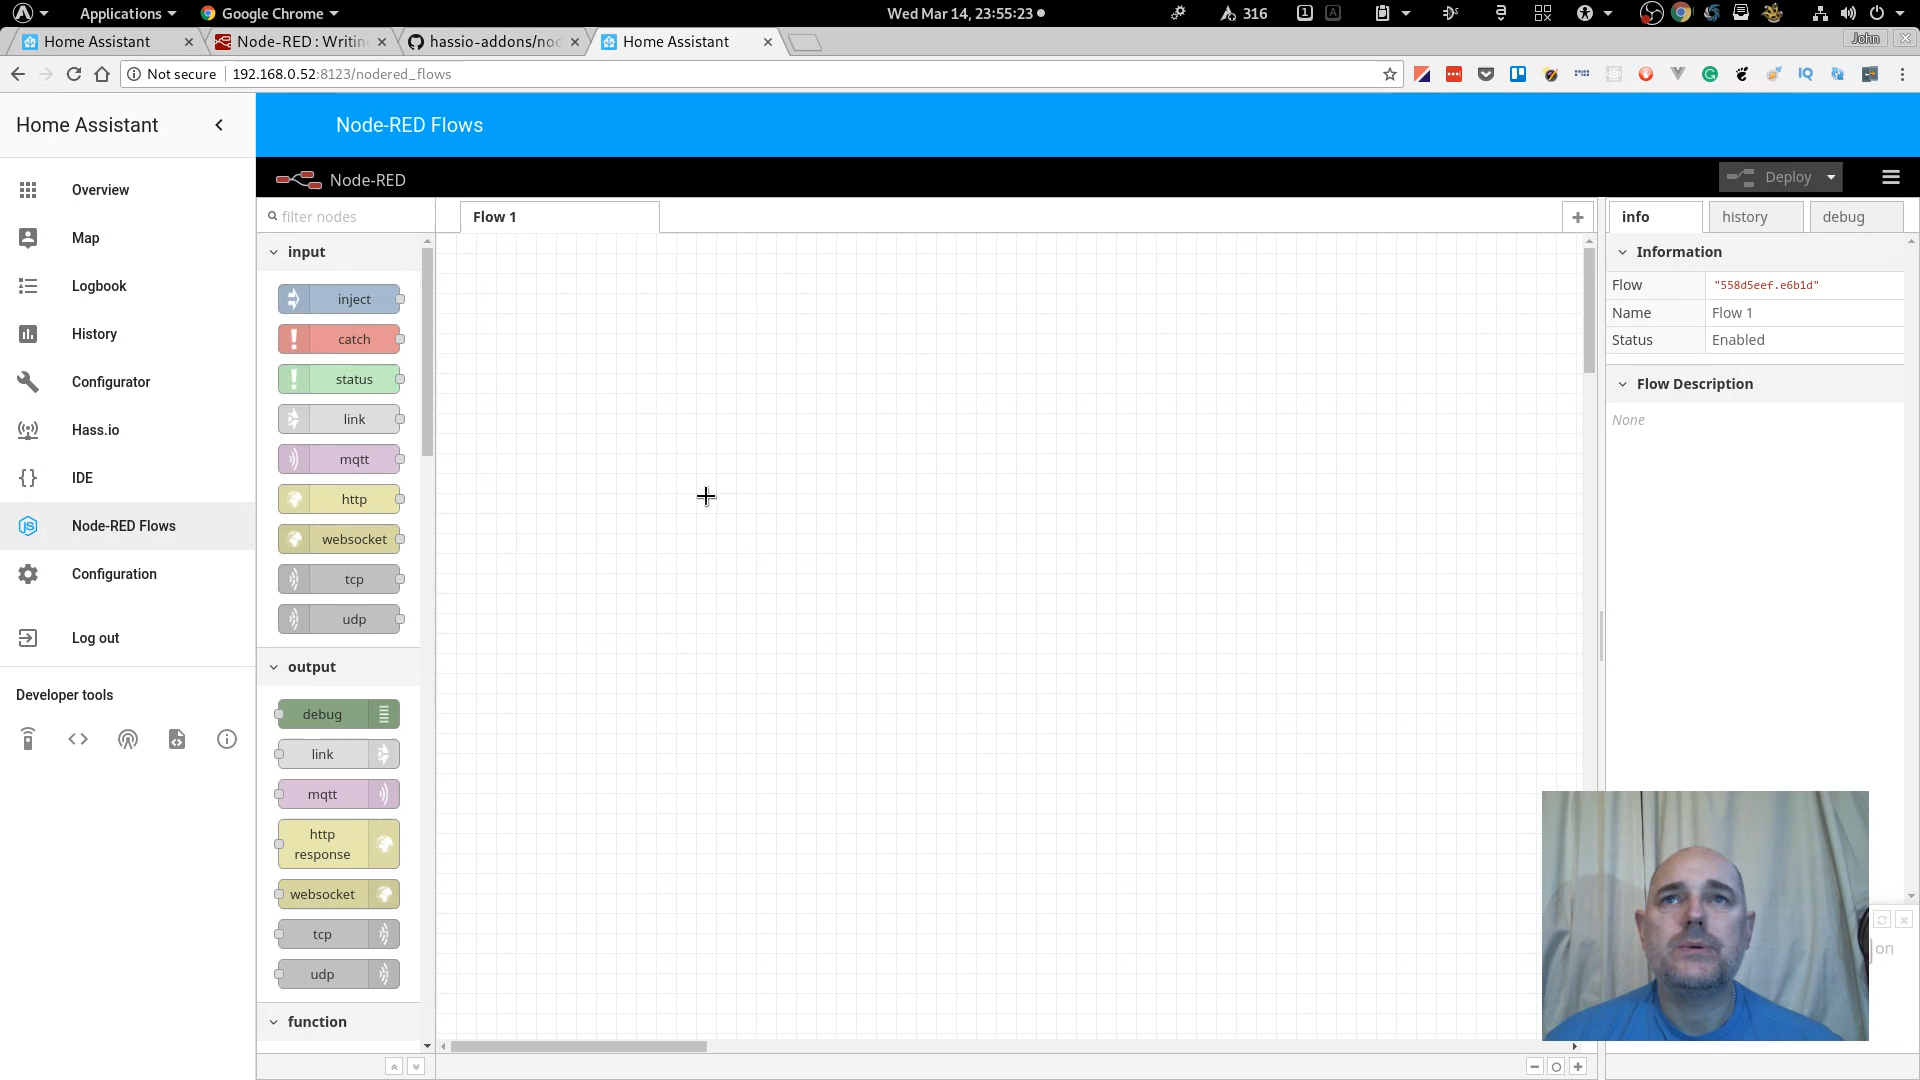 Applications
Google Chrome
Wed Mar 14, 23:55:23
316
1
A
Home Assistant
Node-RED : Writin
hassio-addons/nod
Home Assistant
John
Not secure
192.168.0.52:8123/nodered_flows
IQ
Home Assistant
Node-RED Flows
Overview
Map
Logbook
History
Configurator
Hass.io
IDE
Node-RED Flows
Configuration
Log out
Developer tools
Node-RED
Deploy
filter nodes
input
inject
catch
status
link
mqtt
http
websocket
tcp
udp
output
debug
link
mqtt
http
response
websocket
tcp
udp
function
Flow 1
info
history
debug
Information
Flow
"558d5eef.e6b1d"
Name
Flow 1
Status
Enabled
Flow Description
None
on